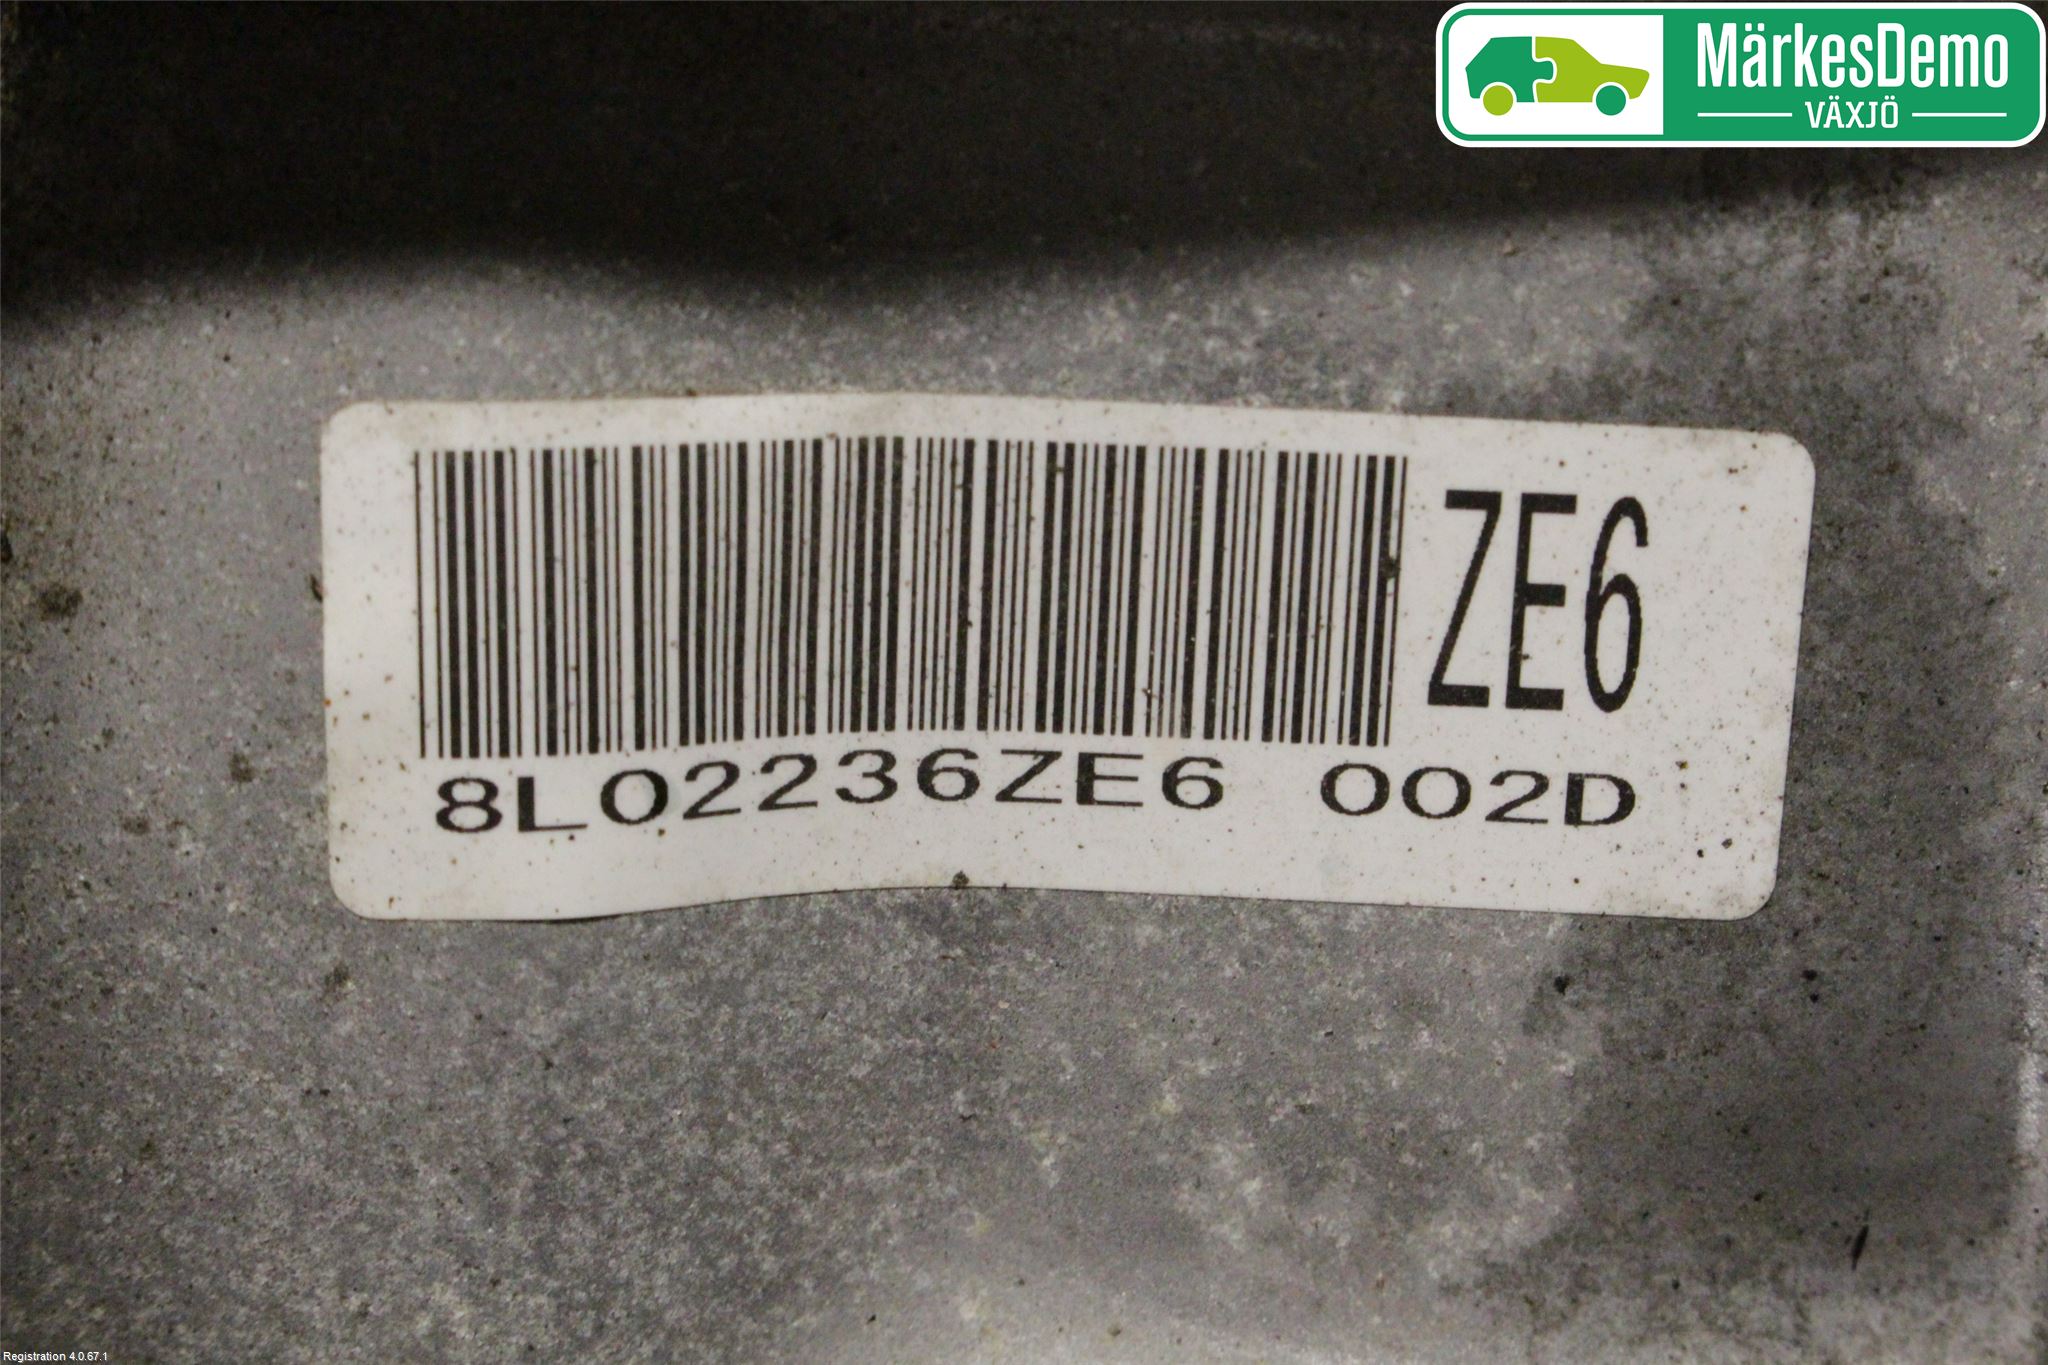 MärkesDemo
VÄXJÖ
ZE6
8L02236ZE6 002D
Registration 4.0.67.1